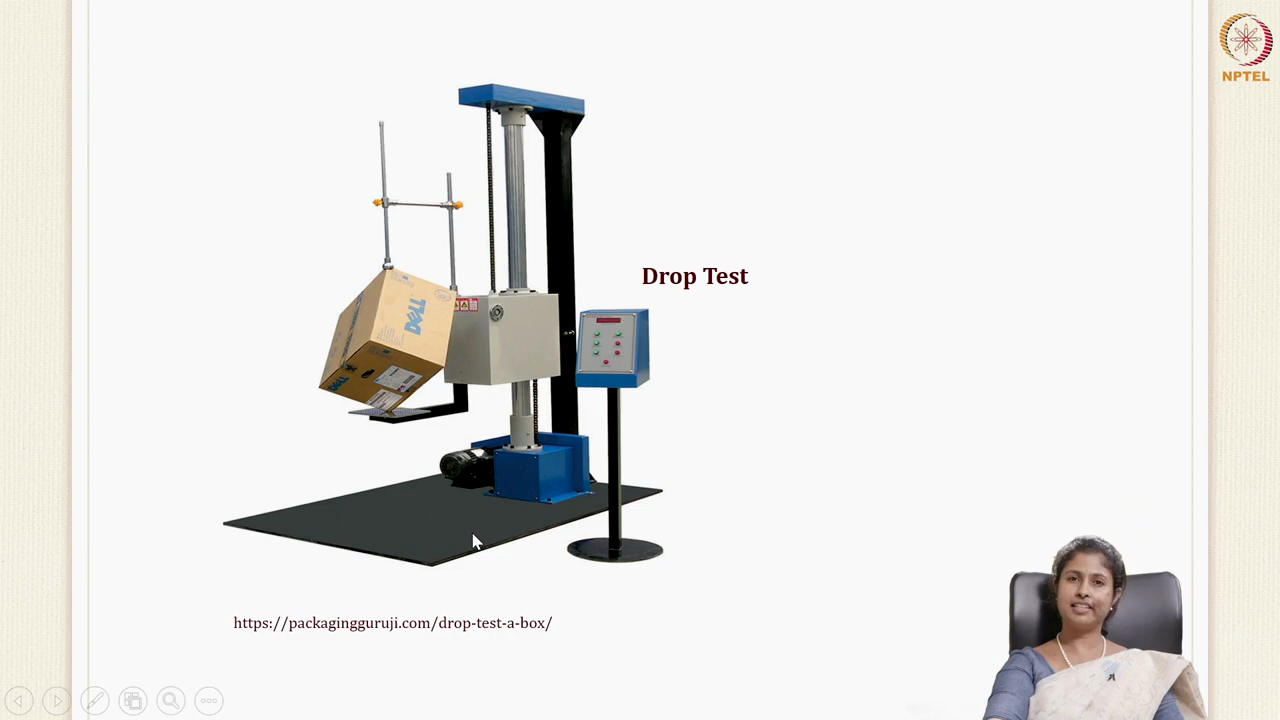 NPTEL
Drop Test
DELL
DELL
https://packagingguruji.com/drop-test-a-box/